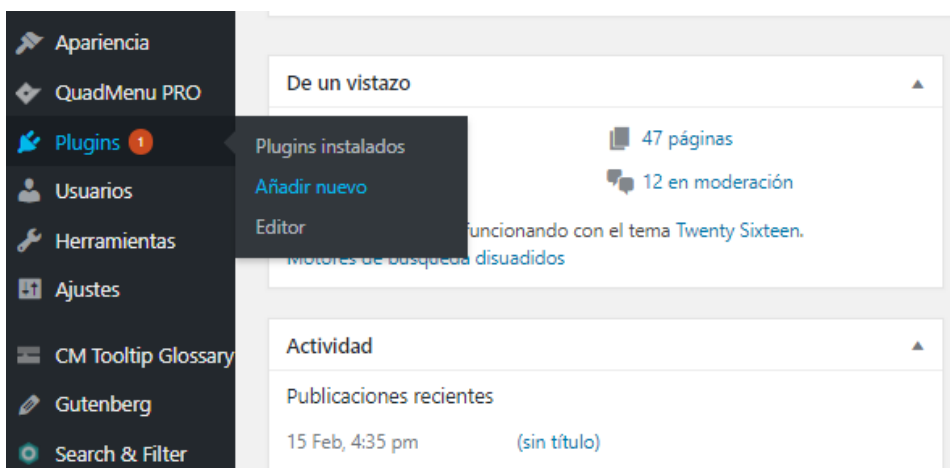 Apariencia
QuadMenu PRO
Plugins 1
Usuarios
Herramientas
Ajustes
CM Tooltip Glossary
Gutenberg
Search & Filter
Plugins instalados
Añadir nuevo
Editor
De un vistazo
47 páginas
12 en moderación
funcionando con el tema Twenty Sixteen.
Motores de búsqueda disuadidos
Actividad
Publicaciones recientes
15 Feb, 4:35 pm (sin título)